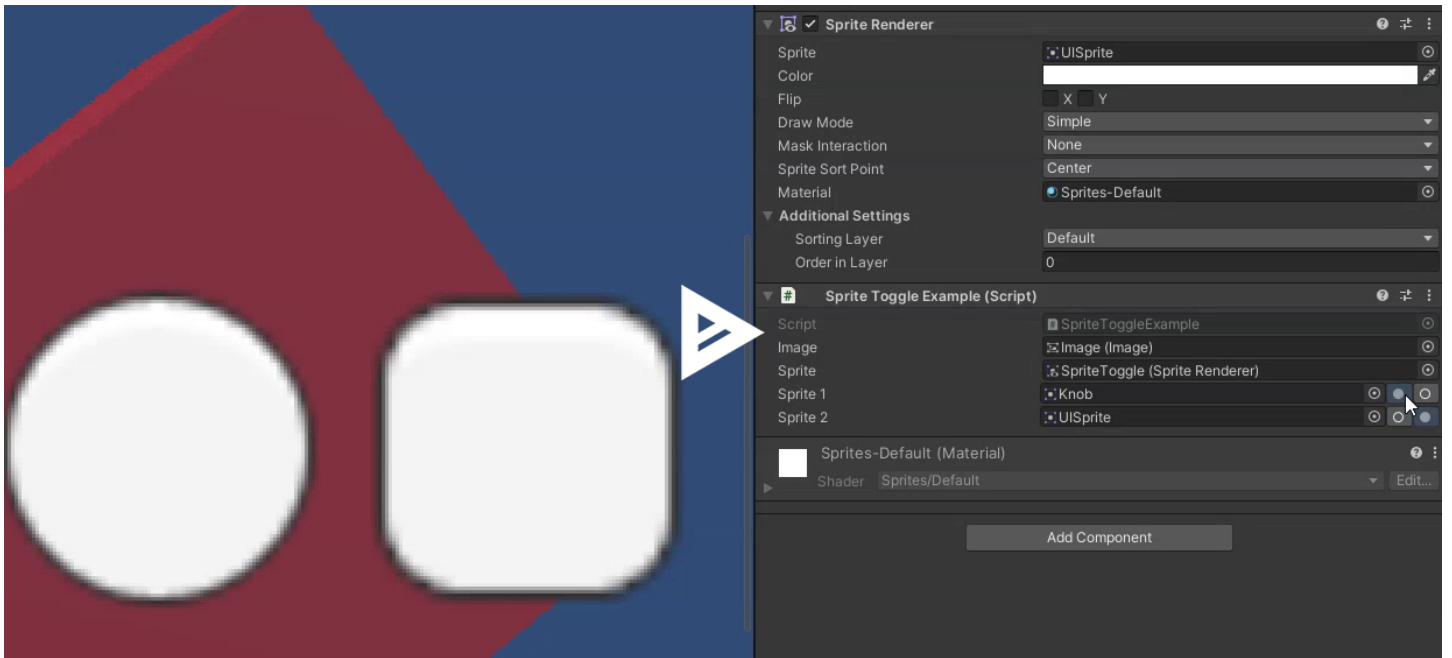 Sprite Renderer
Sprite UISprite
Color
Flip X Y
Draw Mode Simple
Mask Interaction None
Sprite Sort Point Center
Material Sprites-Default
Additional Settings
Sorting Layer Default
Order in Layer 0
# Sprite Toggle Example (Script)
Script SpriteToggleExample
Image Image (Image)
Sprite SpriteToggle (Sprite Renderer)
Sprite 1 Knob
Sprite 2 UISprite
Sprites-Default (Material)
Shader Sprites/Default Edit...
Add Component